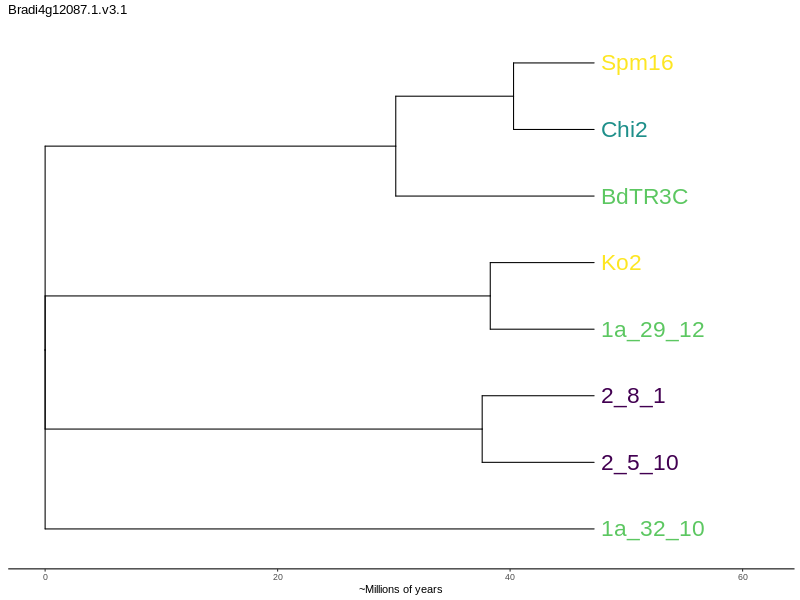 Bradi4g12087.1.v3.1
Spm16
Chi2
BdTR3C
Ko2
1a_29_12
2_8_1
2_5_10
1a_32_10
0 20 40 60
~Millions of years